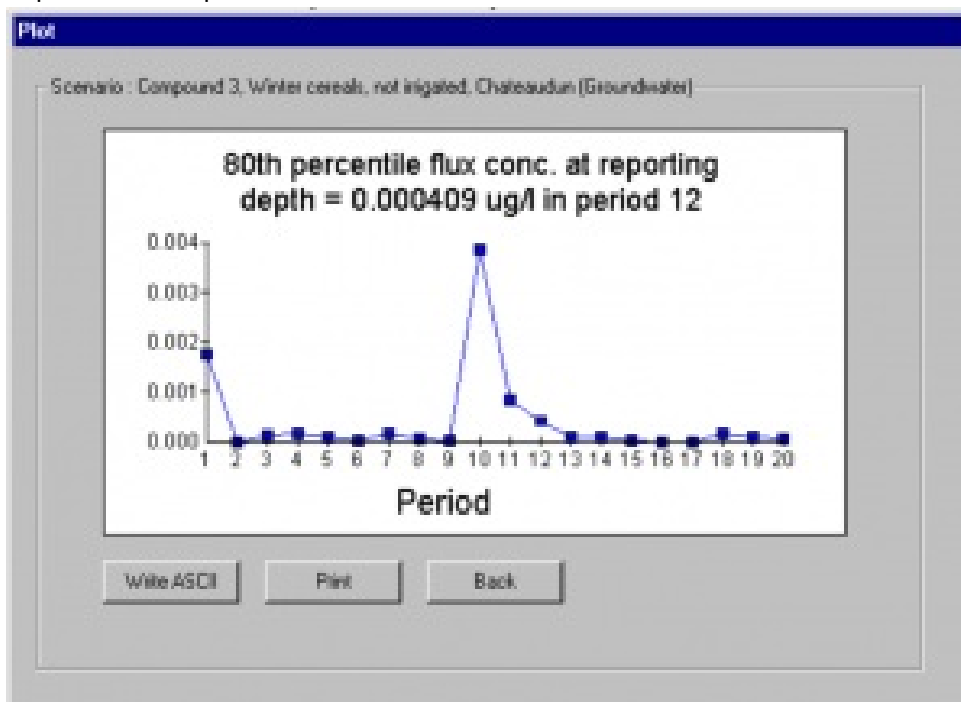 Plot
Scenario : Compound 3, Winter cereals, not irrigated, Chateaudun (Groundwater)
80th percentile flux conc. at reporting
depth = 0.000409 ug/l in period 12
0.004
0.003
0.002
0.001
0.000
1 2 3 4 5 6 7 8 9 10 11 12 13 14 15 16 17 18 19 20
Period
Write ASCII Print Back